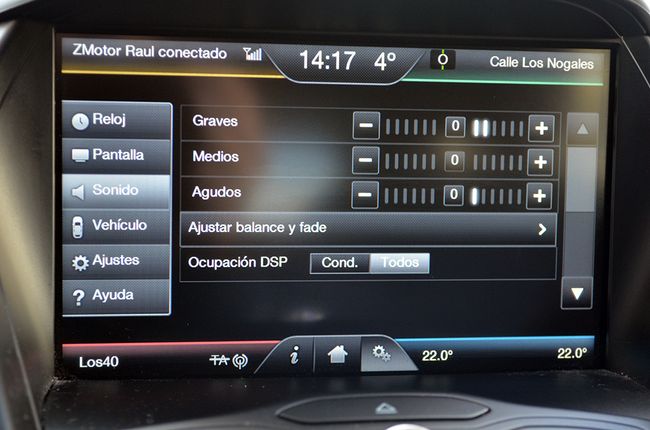 ZMotor Raul conectado 14:17 4° O Calle Los Nogales
Reloj
Pantalla
Sonido
Vehículo
Ajustes
? Ayuda
Graves − 0 +
Medios − 0 +
Agudos − 0 +
Ajustar balance y fade
Ocupación DSP Cond. Todos
Los40 TA i 22.0° 22.0°